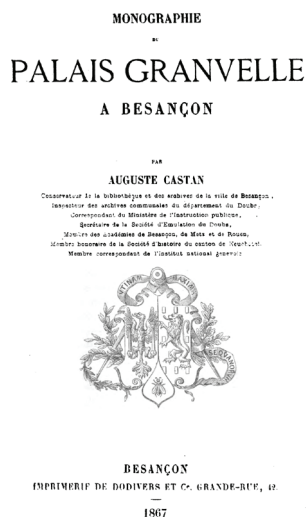 MONOGRAPHIE
DU
PALAIS GRANVELLE
A BESANÇON
PAR
AUGUSTE CASTAN
Conservateur de la bibliothèque et des archives de la ville de Besançon,
Inspecteur des archives communales du département du Doubs,
Correspondant du Ministère de l'Instruction publique,
Secrétaire de la Société d'Emulation du Doubs,
Membre des Académies de Besançon, de Metz et de Rouen,
Membre honoraire de la Société d'histoire du canton de Neuchâtel
Membre correspondant de l'Institut national genevois
BESANÇON
IMPRIMERIE DE DODIVERS ET Ce, GRANDE-RUE, 42.
1867